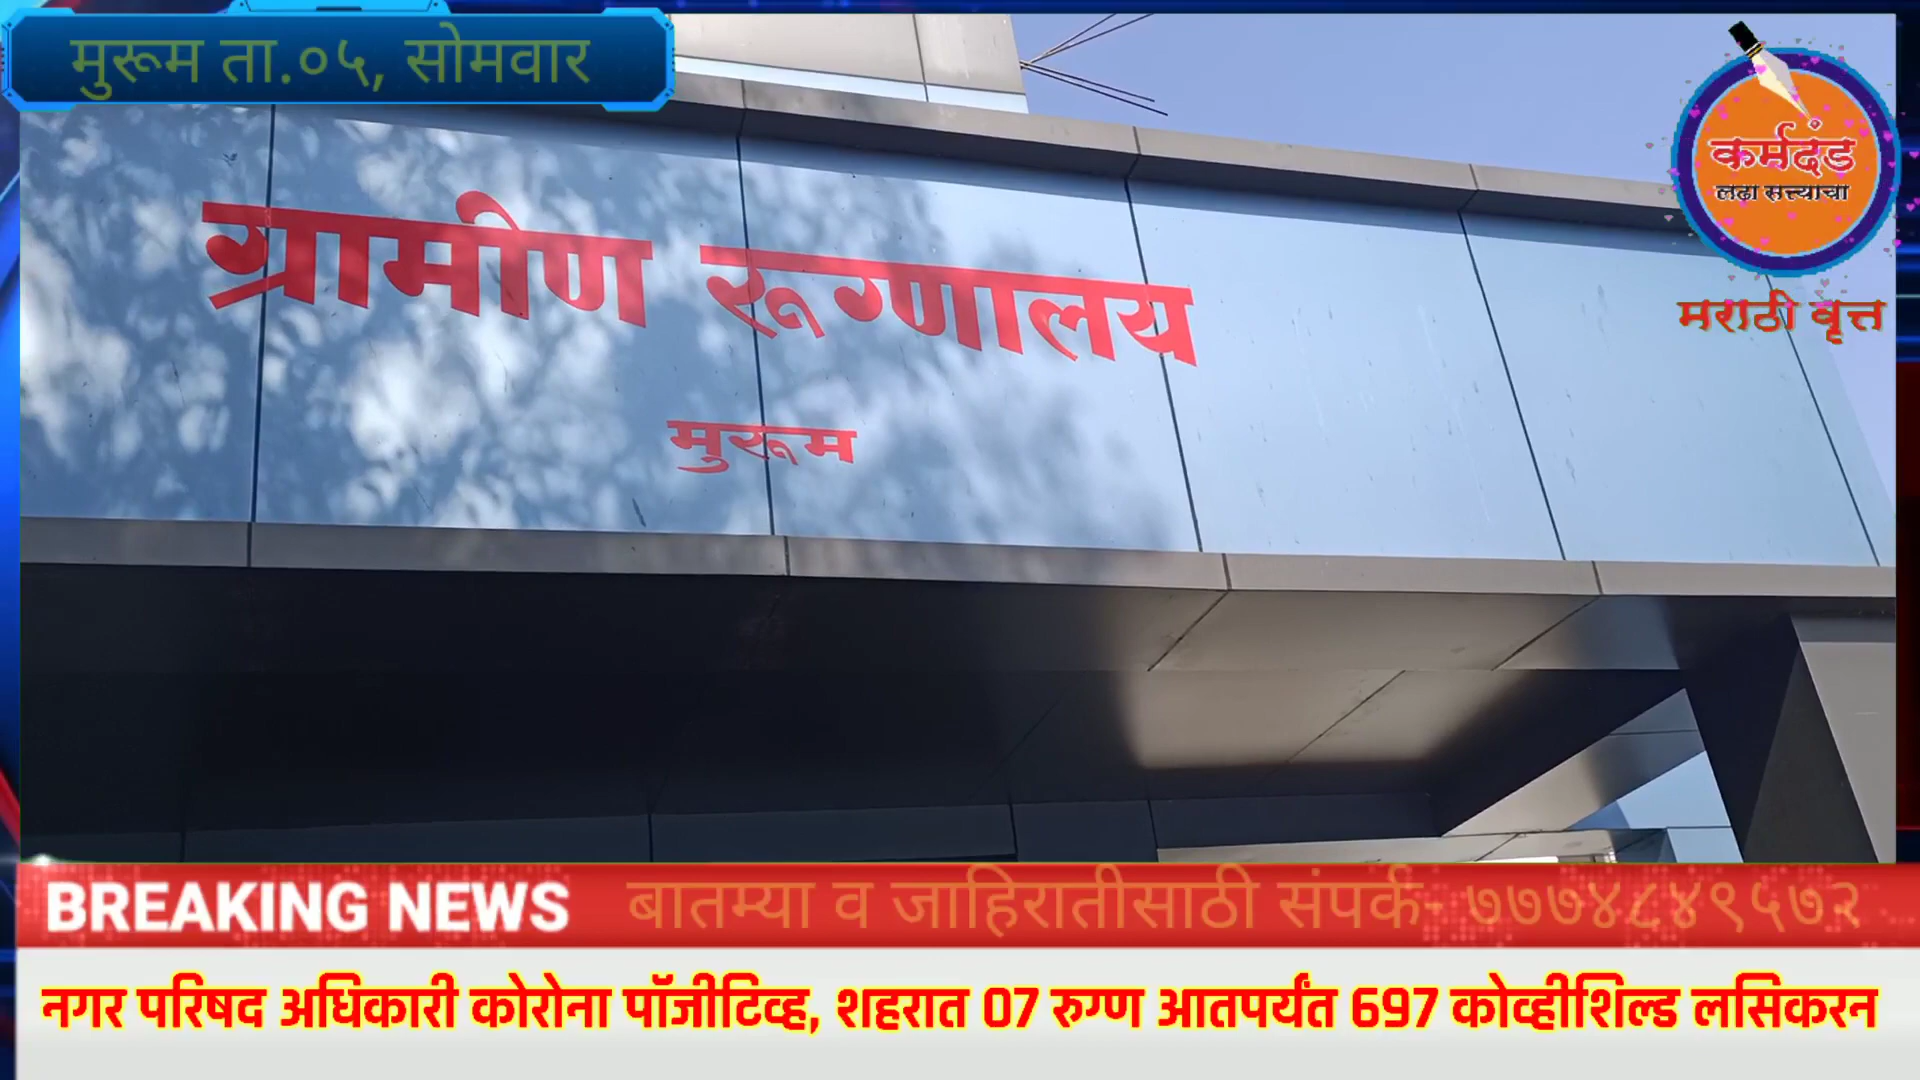 मुरूम ता.०५, सोमवार
कर्मदंड
लढा सत्त्याचा
मराठी वृत्त
ग्रामीण रूग्णालय
मुरूम
BREAKING NEWS
बातम्या व जाहिरातीसाठी संपर्क- ७७७४८४९५७२
नगर परिषद अधिकारी कोरोना पॉजीटिव्ह, शहरात 07 रुग्ण आतपर्यंत 697 कोव्हीशिल्ड लसिकरन